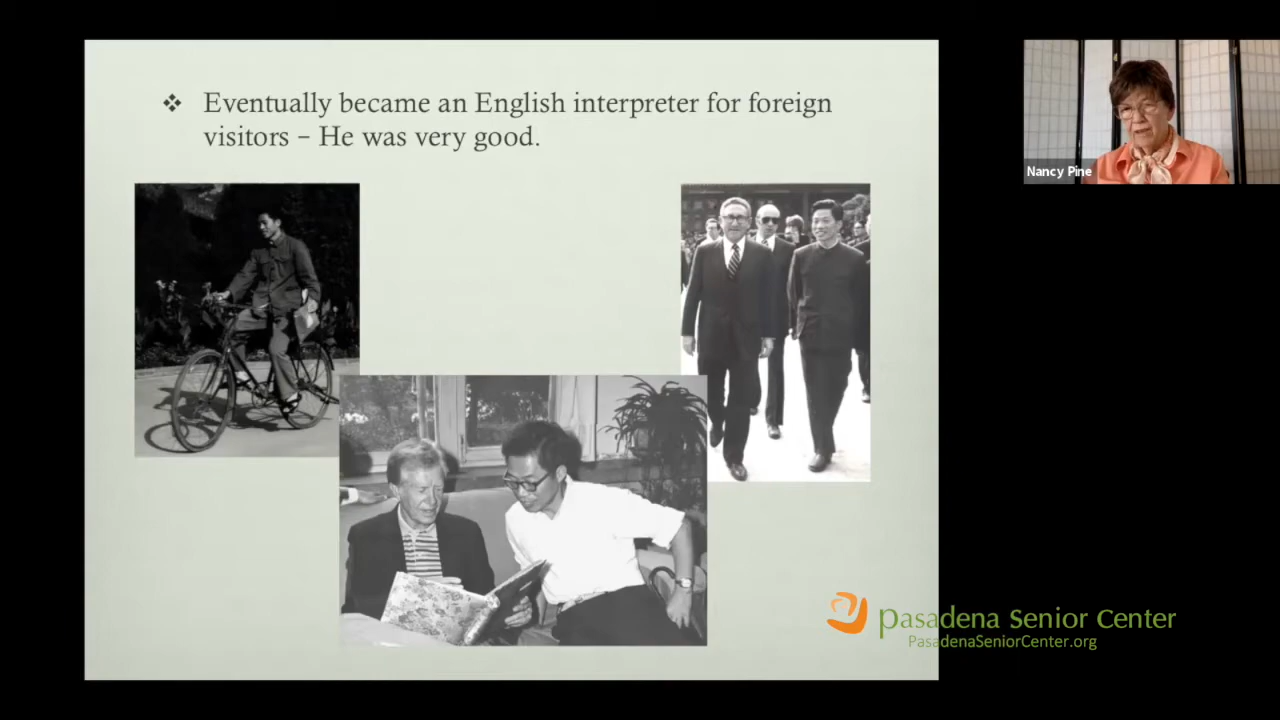 Eventually became an English interpreter for foreign
visitors – He was very good.
Nancy Pine
Pasadena Senior Center
PasadenaSeniorCenter.org